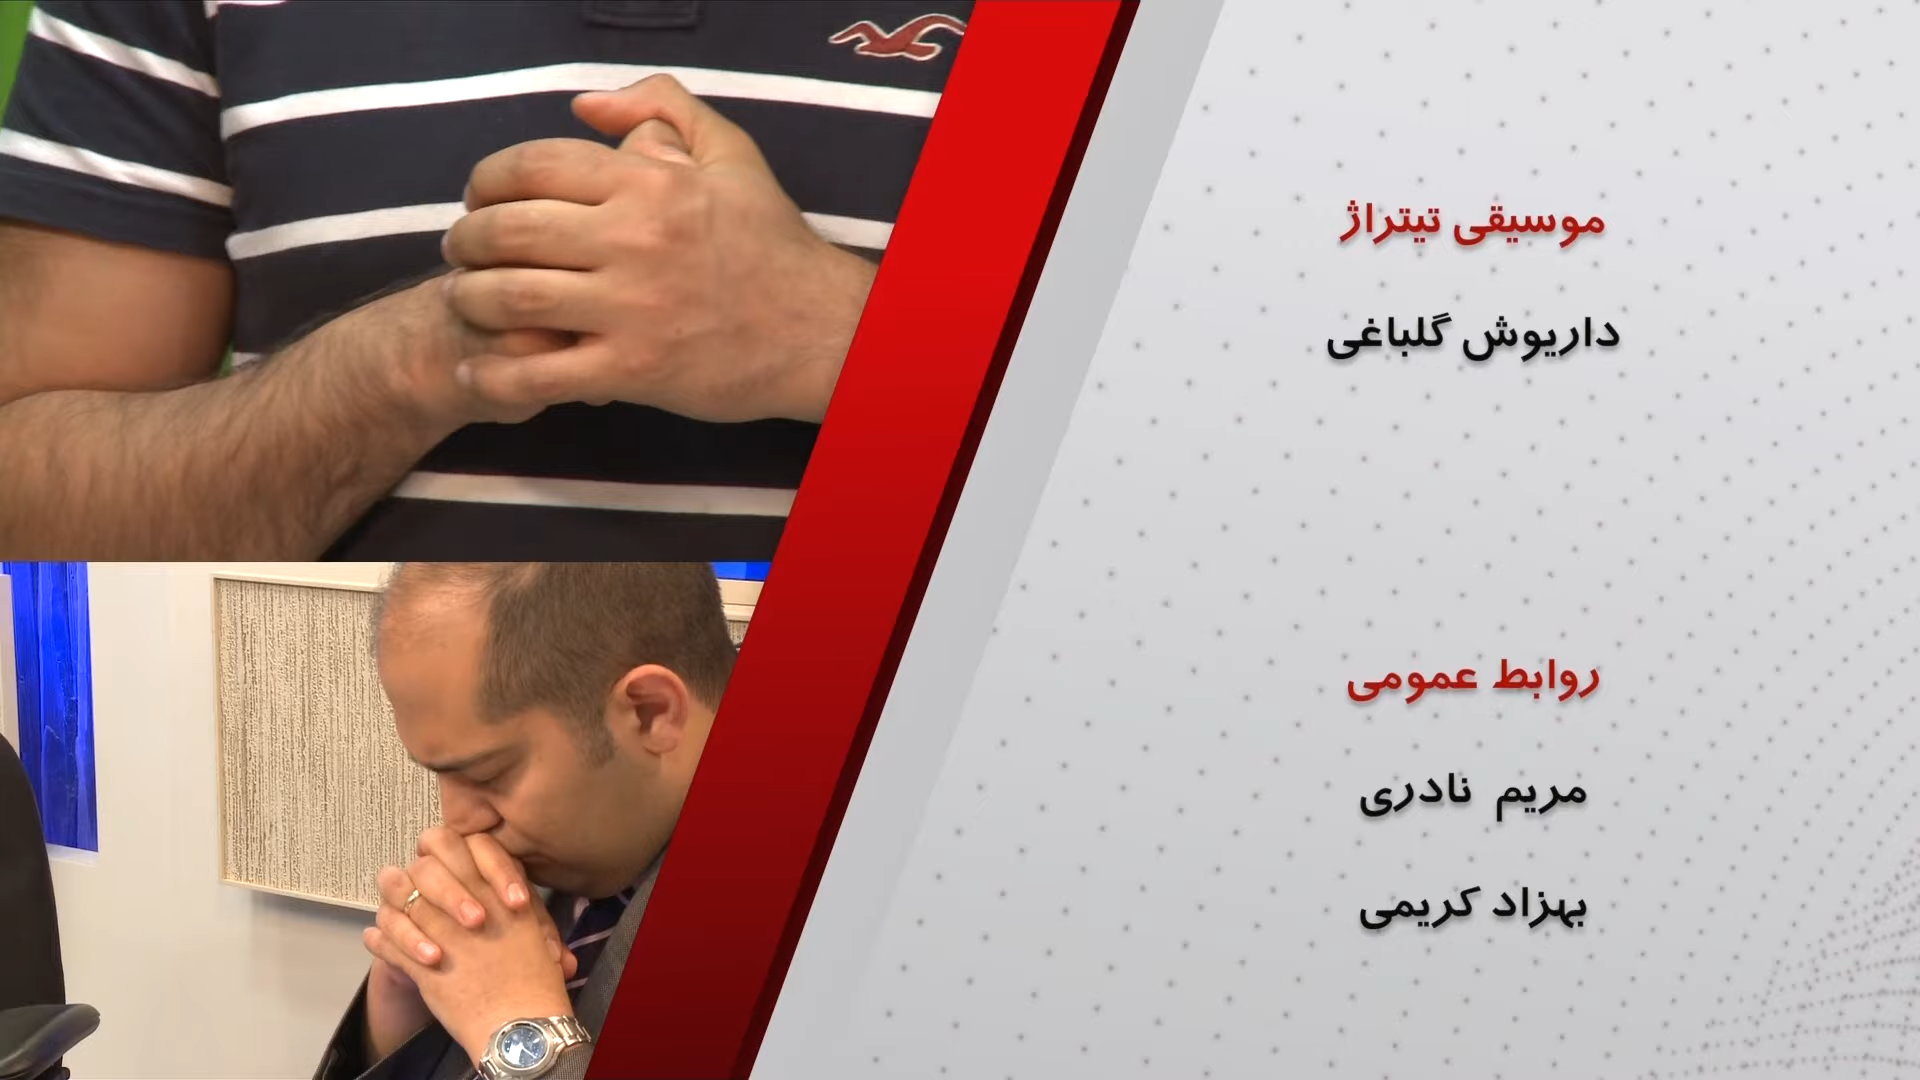 موسیقی تیتراژ
داریوش گلباغی
روابط عمومی
مریم نادری
بهزاد کریمی